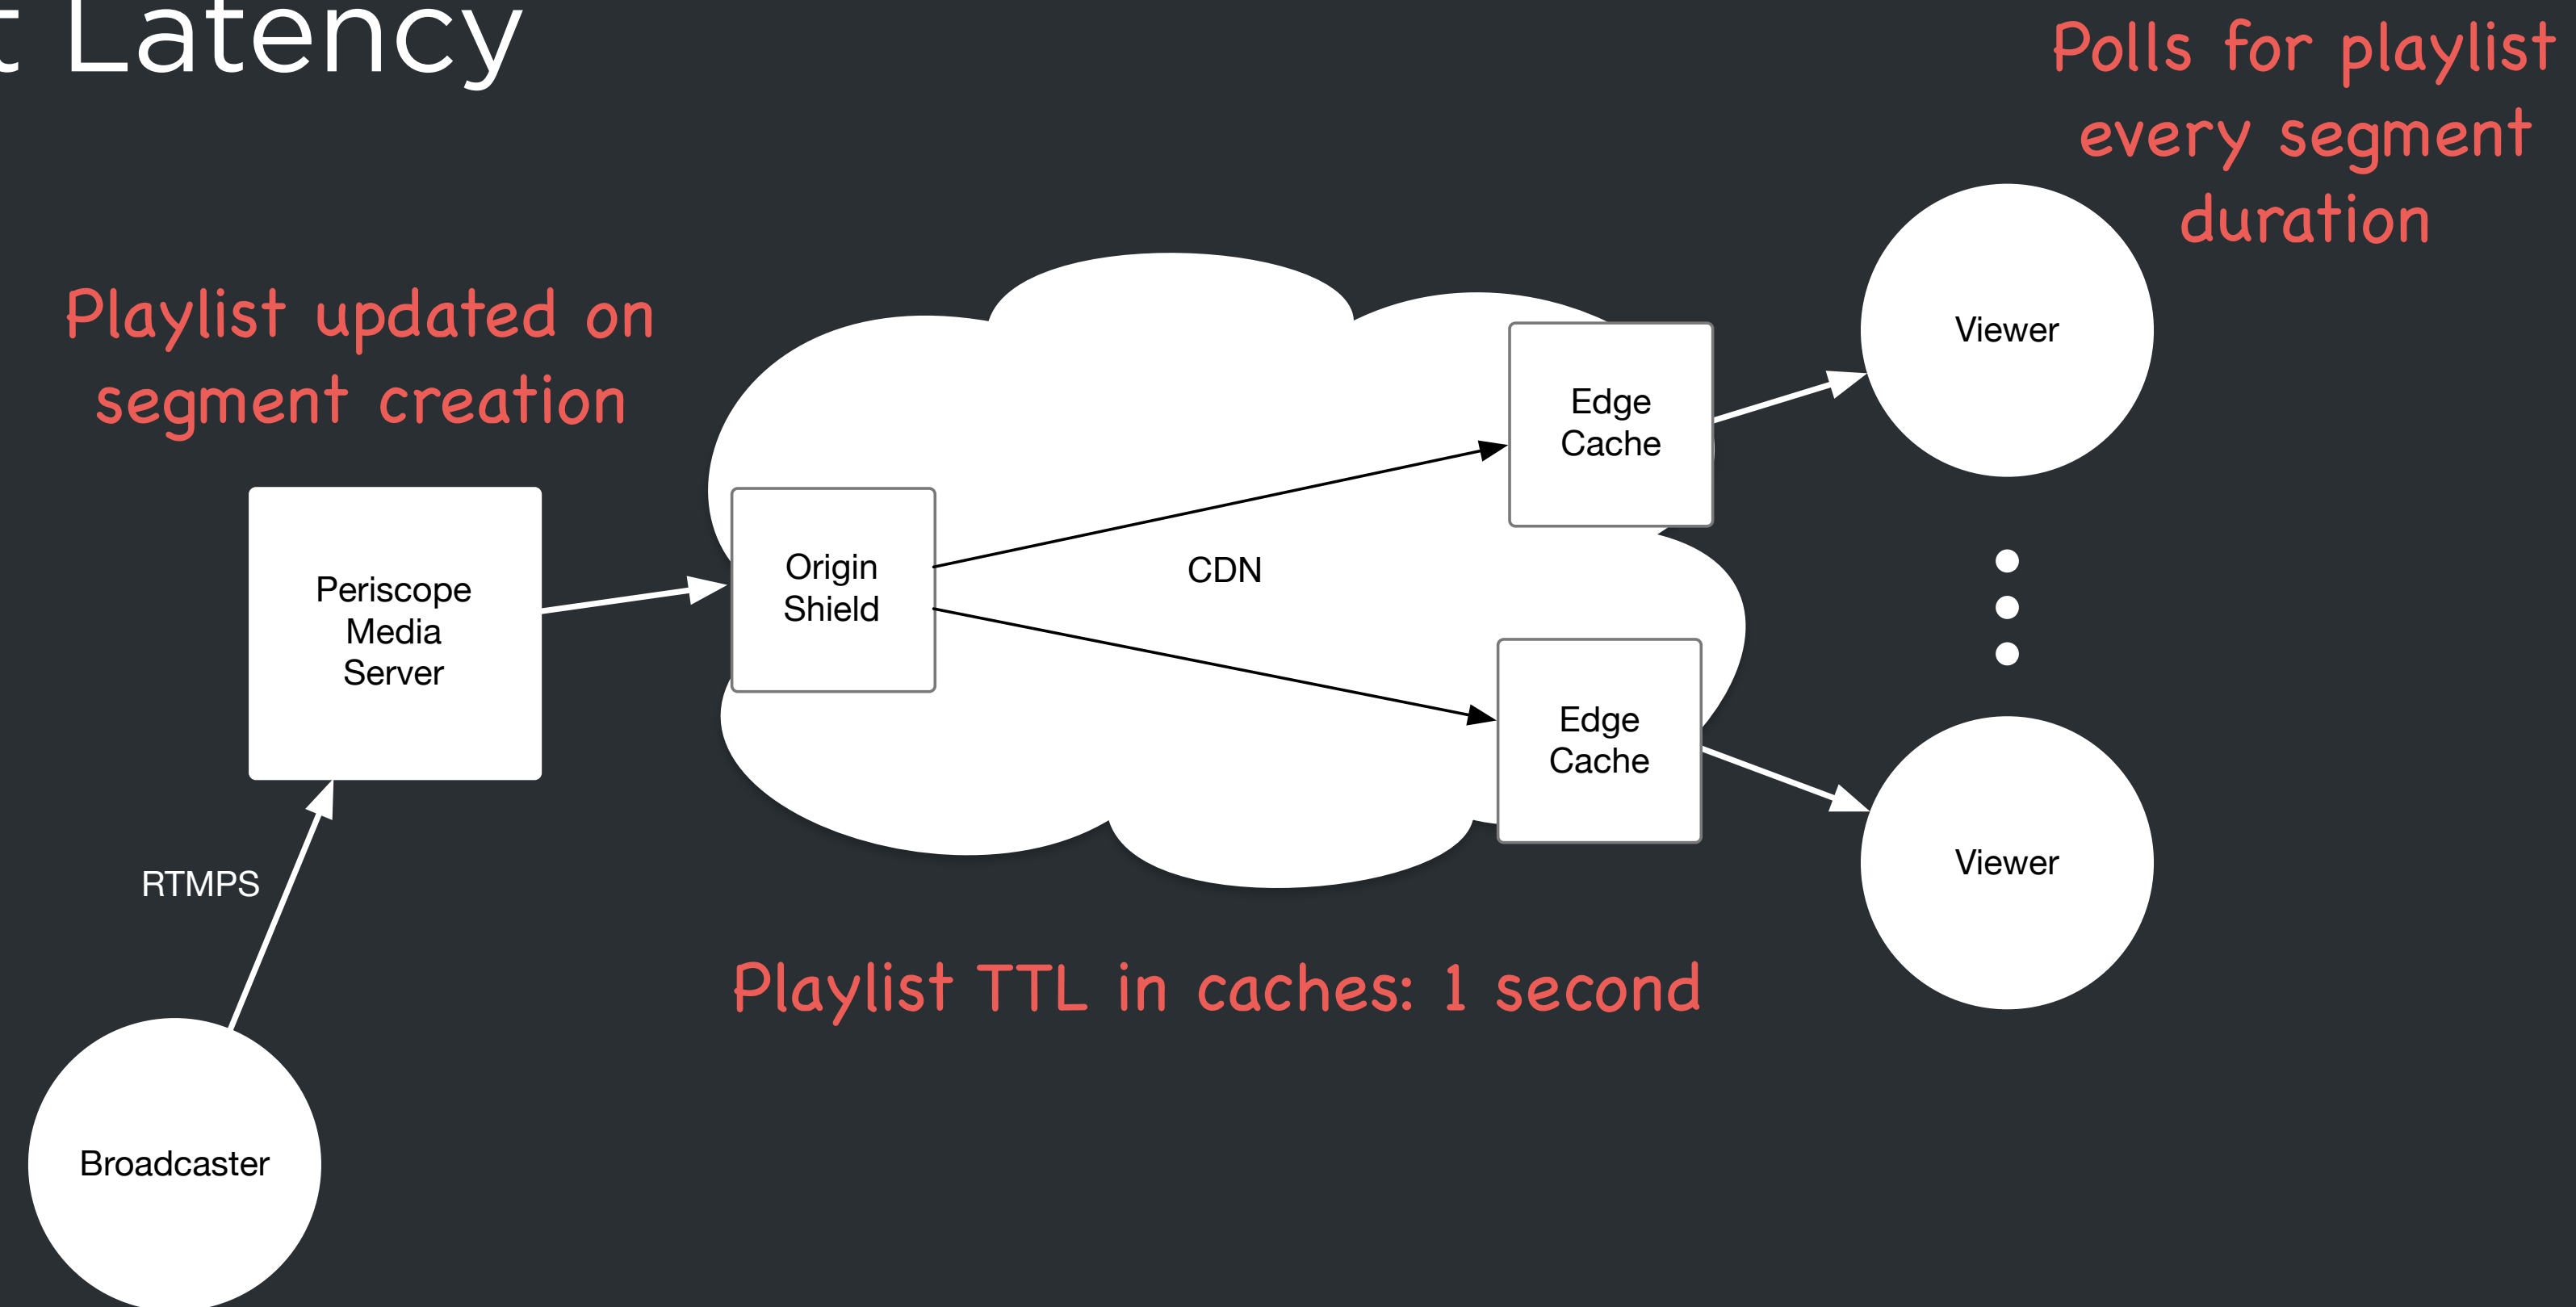 t Latency
Polls for playlist
every segment
duration
Playlist updated on
segment creation
Periscope
Media
Server
Origin
Shield
CDN
Edge
Cache
Edge
Cache
Viewer
Viewer
RTMPS
Playlist TTL in caches: 1 second
Broadcaster